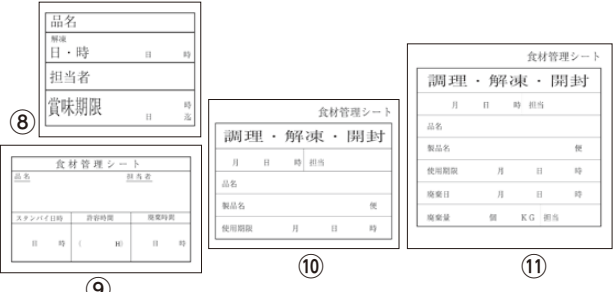 品名
解凍
日・時 日 時
担当者
賞味期限 日 時迄
⑧
食材管理シート
品名 担当者
スタンバイ日時 許容時間 廃棄時間
日 時 ( H) 日 時
⑨
食材管理シート
調理・解凍・開封
月 日 時 担当
品名
製品名 便
使用期限 月 日 時
⑩
食材管理シート
調理・解凍・開封
月 日 時 担当
品名
製品名 便
使用期限 月 日 時
廃棄日 月 日 時
廃棄量 個 KG 担当
⑪